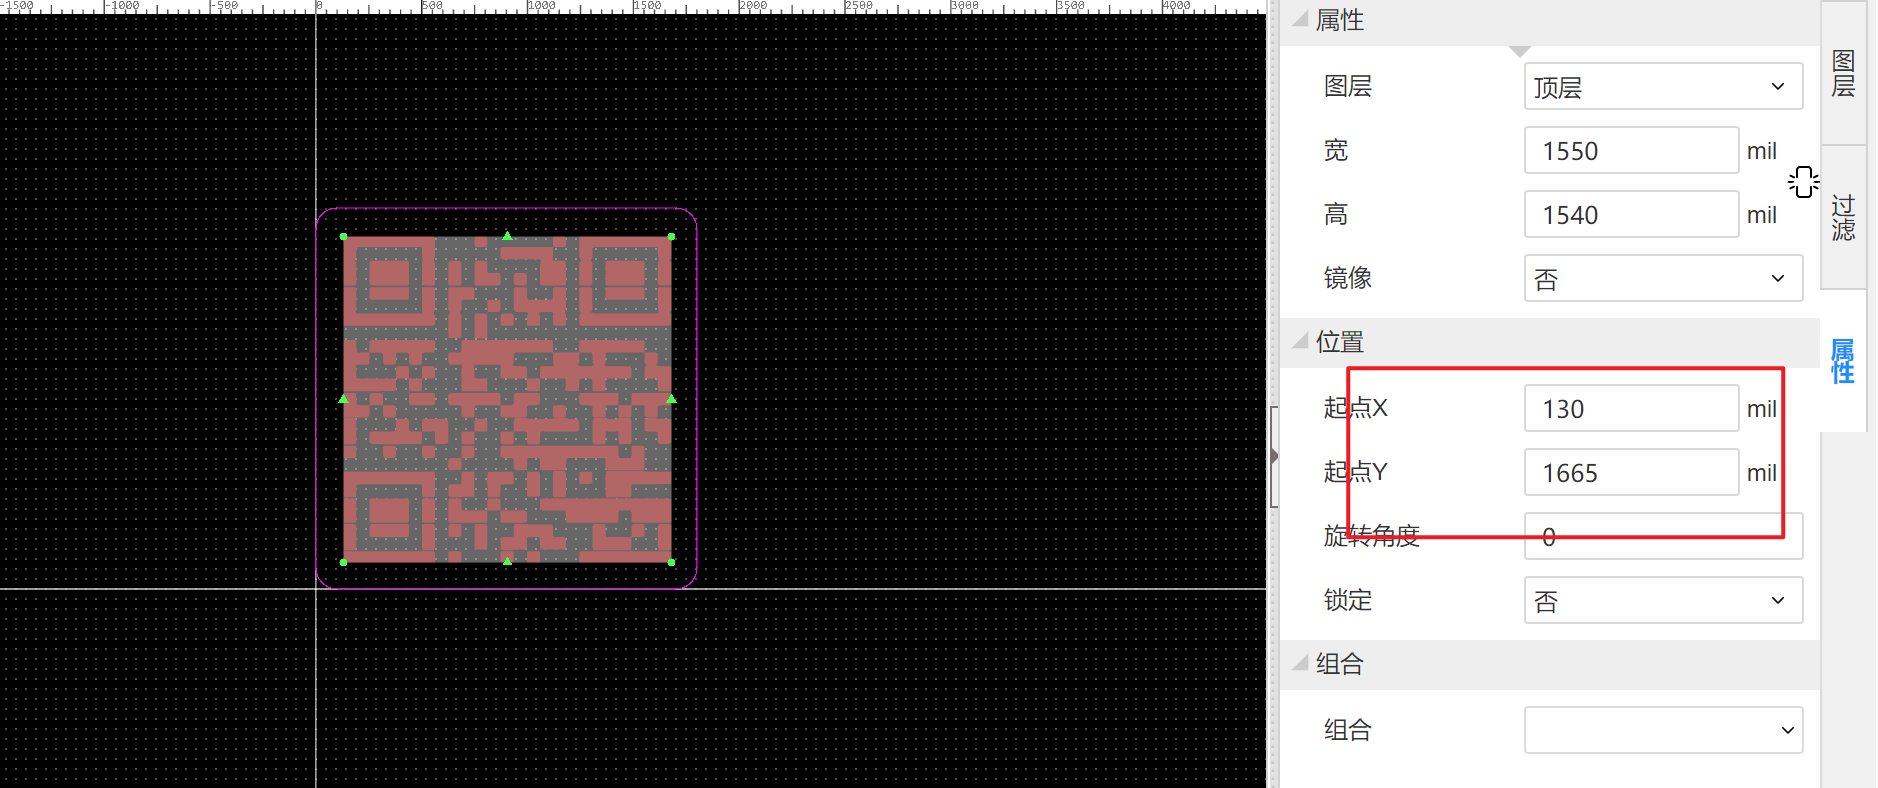 -1500 -1000 -500 0 500 1000 1500 2000 2500 3000 3500 4000
属性
图层 顶层
宽 1550 mil
高 1540 mil
镜像 否
位置
起点X 130 mil
起点Y 1665 mil
旋转角度 0
锁定 否
组合
组合
图层
过滤
属性